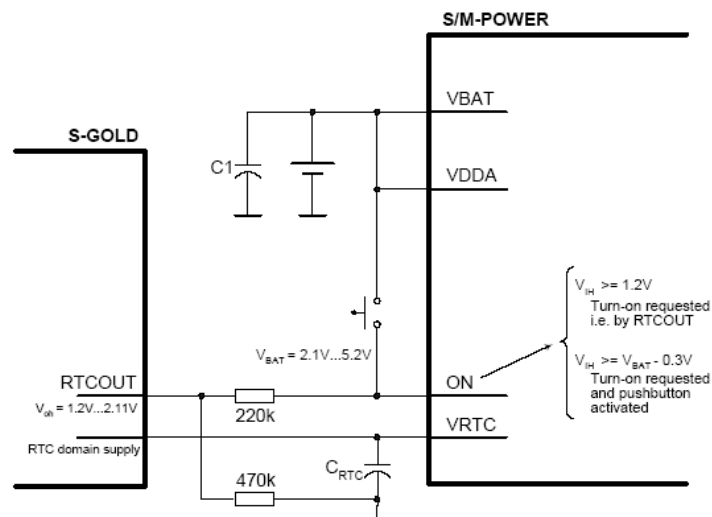 S/M-POWER
VBAT
S-GOLD
C1
VDDA
VIH >= 1.2V
Turn-on requested
i.e. by RTCOUT
VBAT = 2.1V...5.2V
VIH >= VBAT - 0.3V
Turn-on requested
and pushbutton
activated
RTCOUT
ON
Voh = 1.2V...2.11V
220k
VRTC
RTC domain supply
CRTC
470k